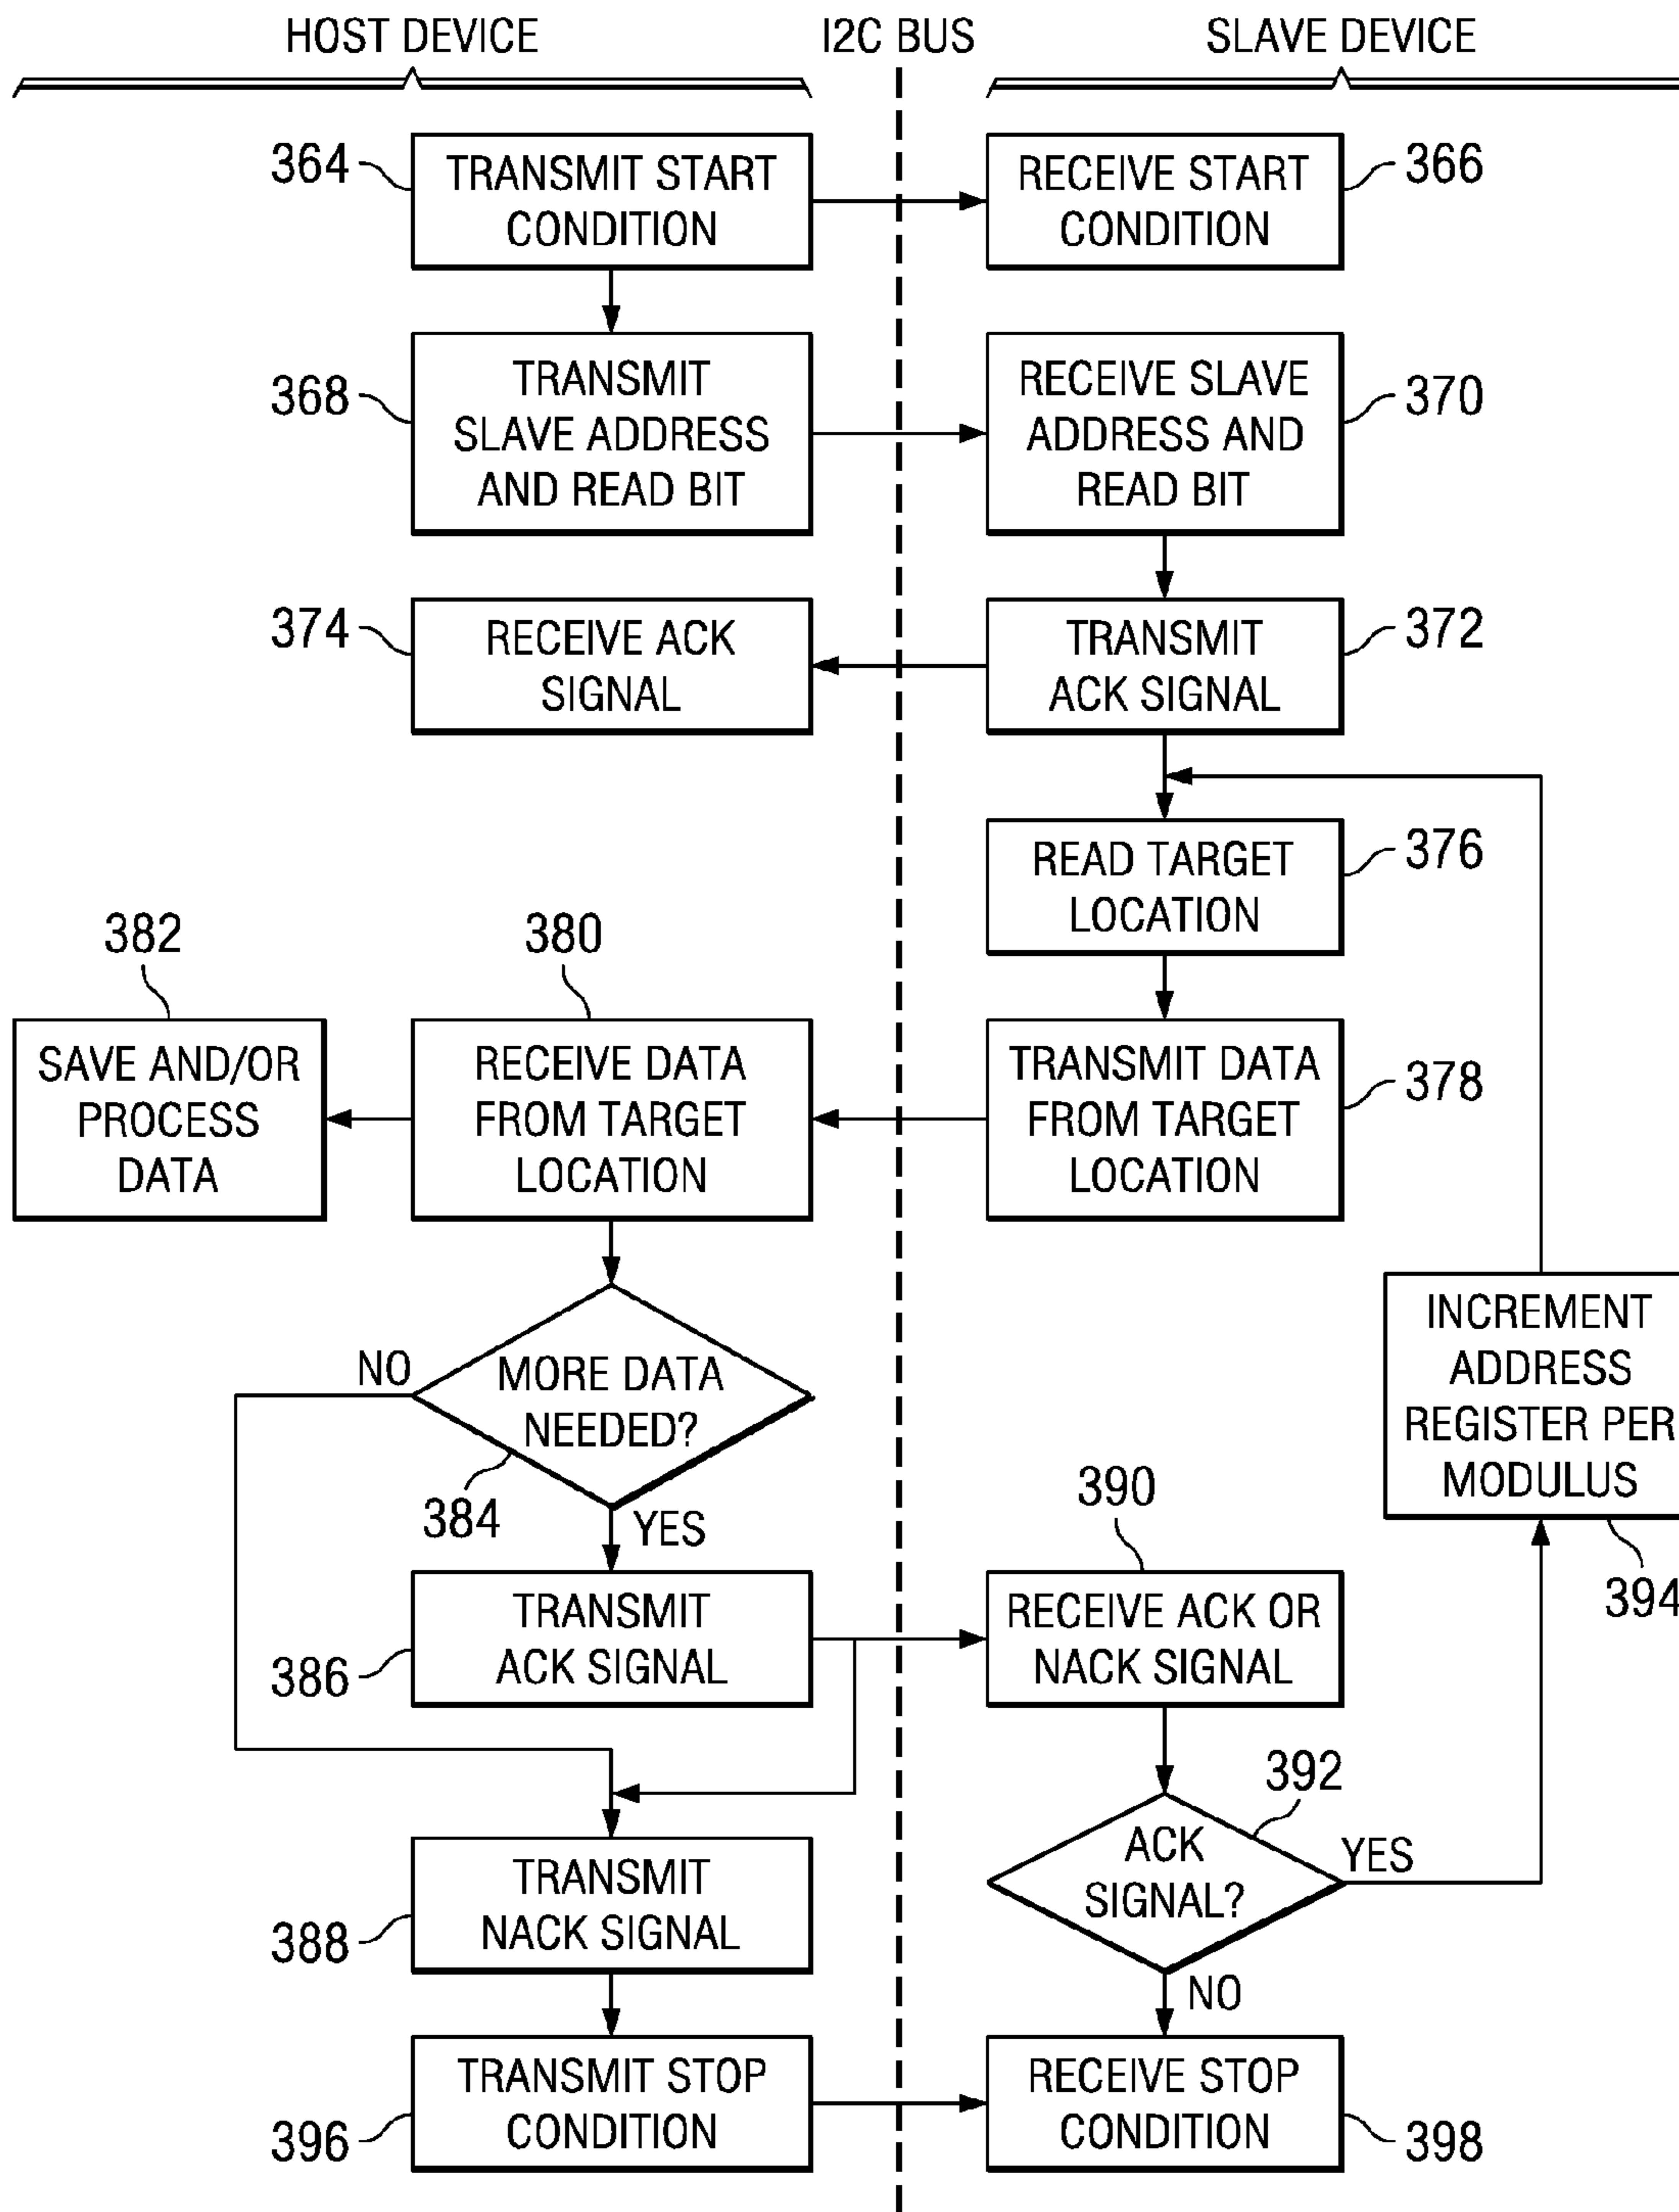 HOST DEVICE
I2C BUS
SLAVE DEVICE
364
TRANSMIT START
CONDITION
RECEIVE START
CONDITION
366
368
TRANSMIT
SLAVE ADDRESS
AND READ BIT
RECEIVE SLAVE
ADDRESS AND
READ BIT
370
374
RECEIVE ACK
SIGNAL
TRANSMIT
ACK SIGNAL
372
READ TARGET
LOCATION
376
382
380
SAVE AND/OR
PROCESS
DATA
RECEIVE DATA
FROM TARGET
LOCATION
TRANSMIT DATA
FROM TARGET
LOCATION
378
NO
MORE DATA
NEEDED?
384
YES
INCREMENT
ADDRESS
REGISTER PER
MODULUS
394
390
386
TRANSMIT
ACK SIGNAL
RECEIVE ACK OR
NACK SIGNAL
392
ACK
SIGNAL?
YES
NO
388
TRANSMIT
NACK SIGNAL
396
TRANSMIT STOP
CONDITION
RECEIVE STOP
CONDITION
398